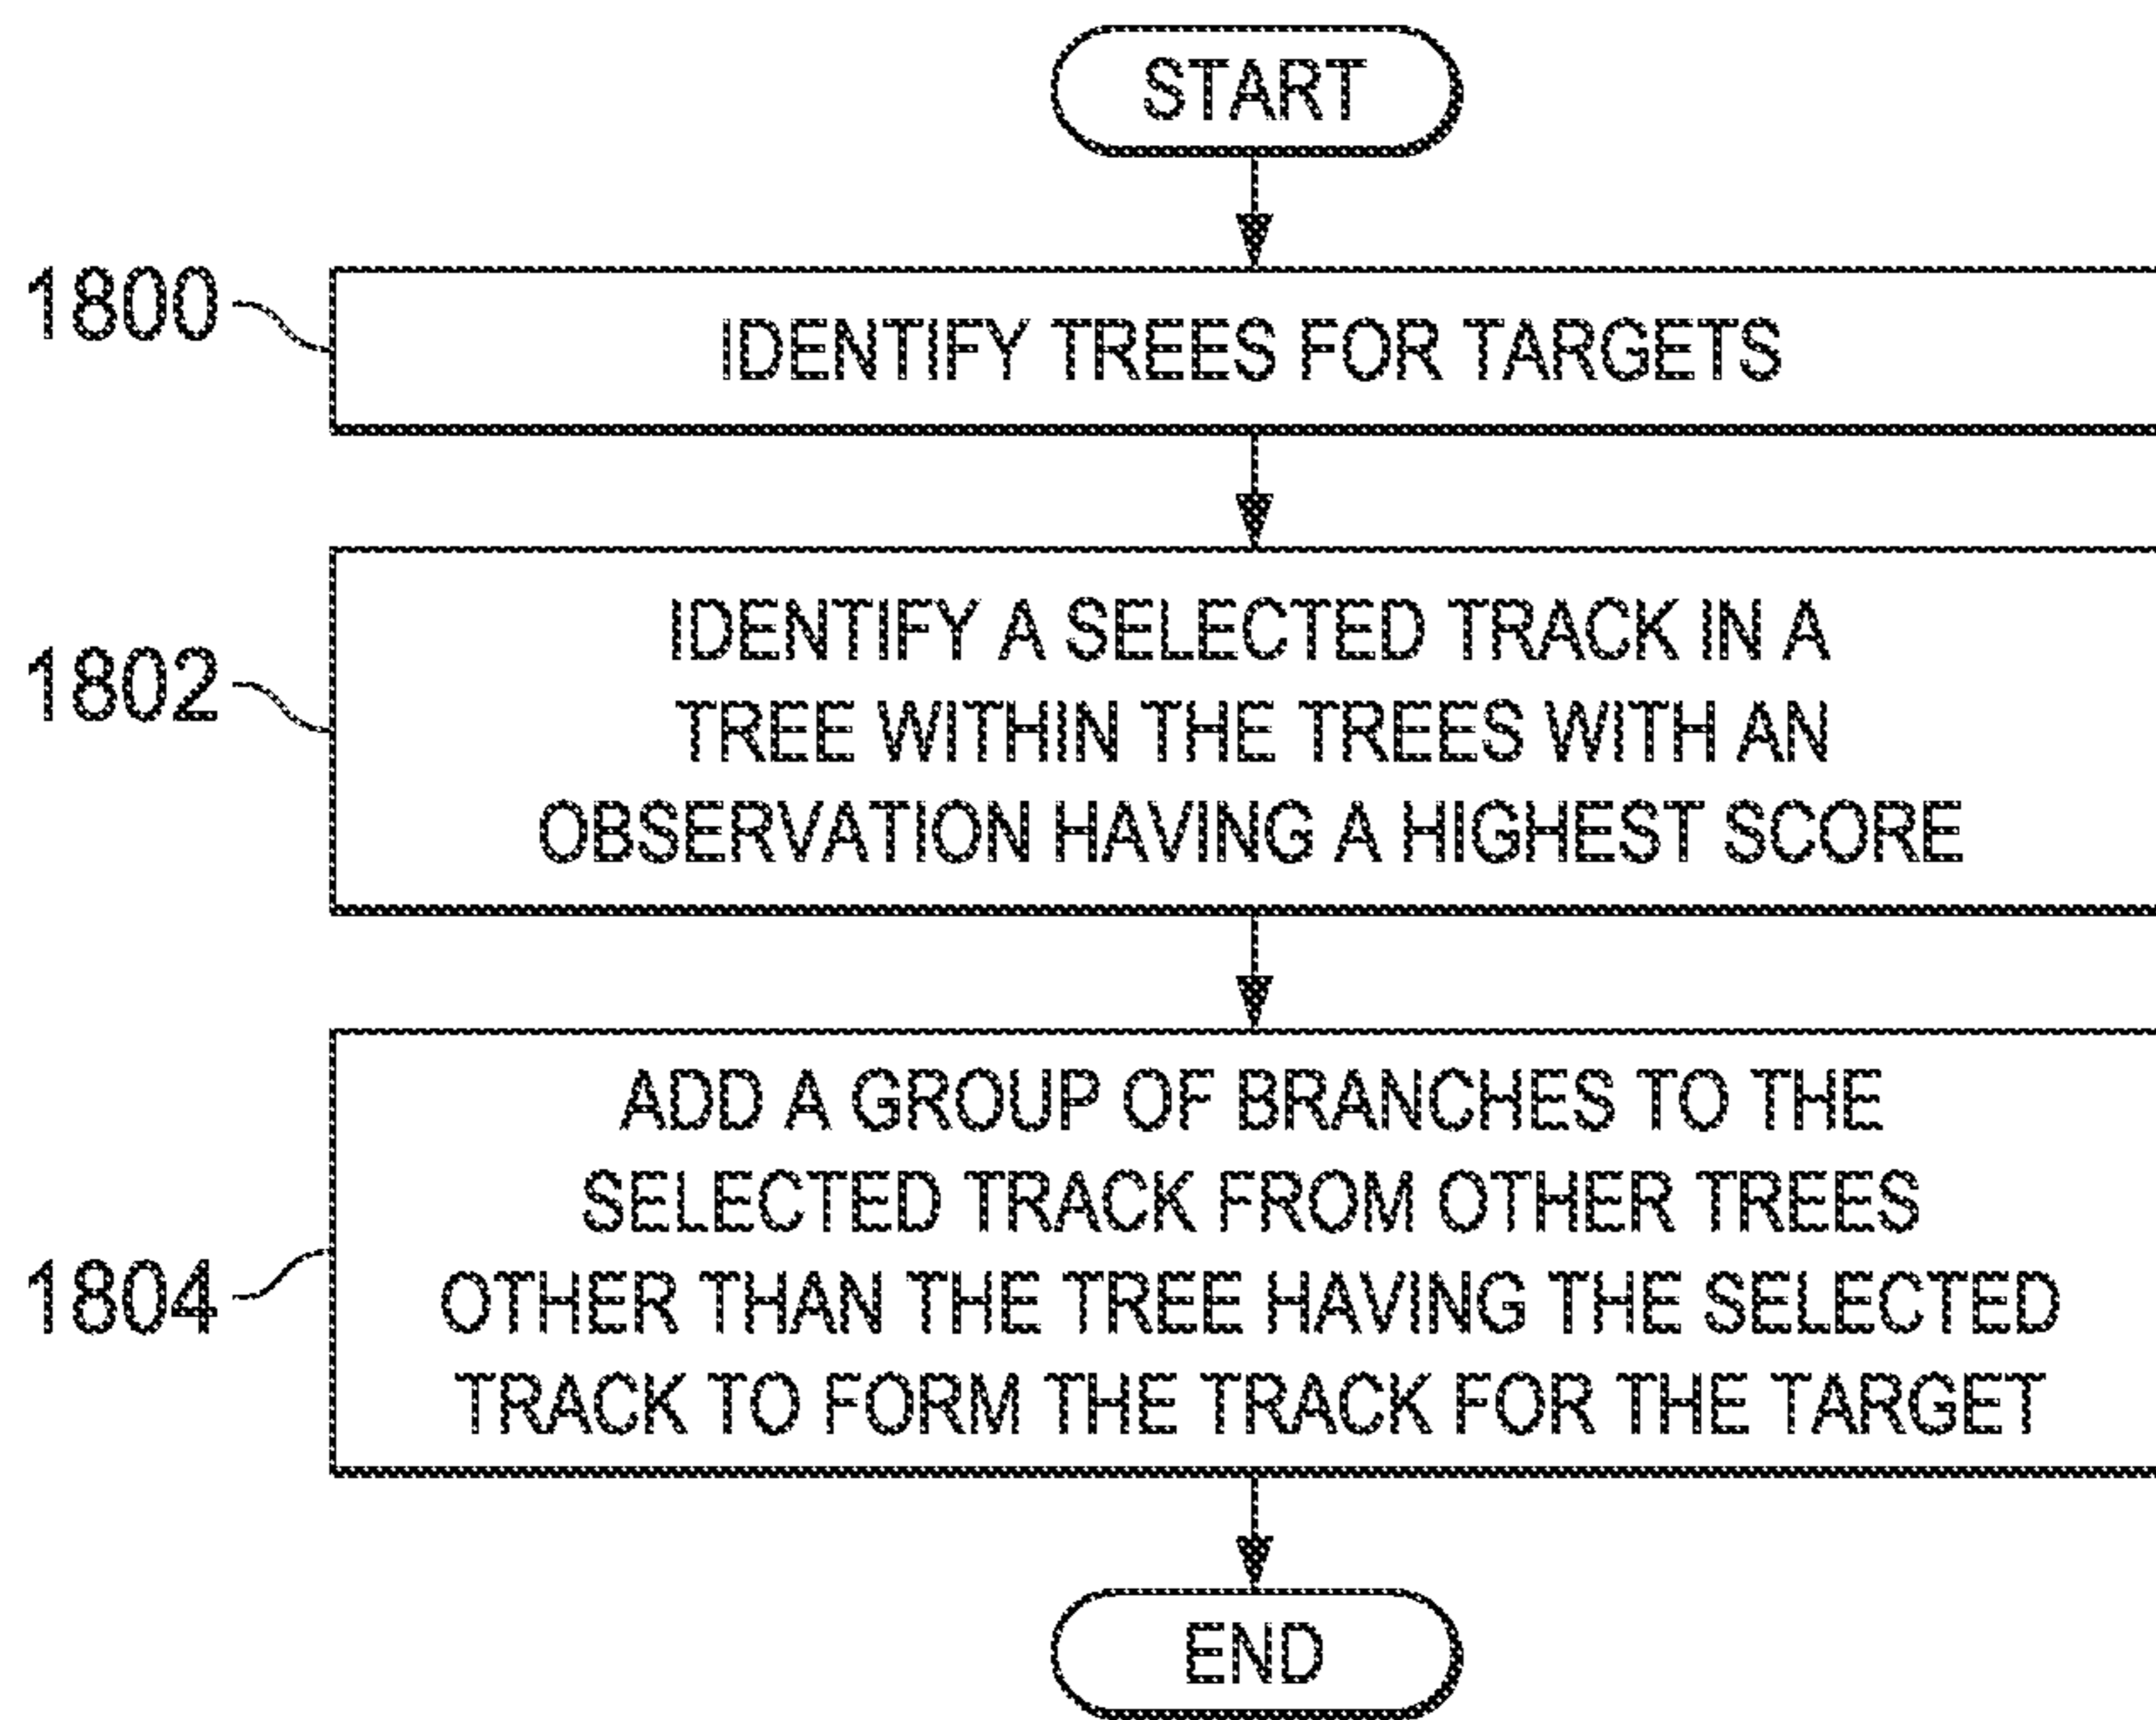 START
1800
IDENTIFY TREES FOR TARGETS
1802
IDENTIFY A SELECTED TRACK IN A
TREE WITHIN THE TREES WITH AN
OBSERVATION HAVING A HIGHEST SCORE
1804
ADD A GROUP OF BRANCHES TO THE
SELECTED TRACK FROM OTHER TREES
OTHER THAN THE TREE HAVING THE SELECTED
TRACK TO FORM THE TRACK FOR THE TARGET
END